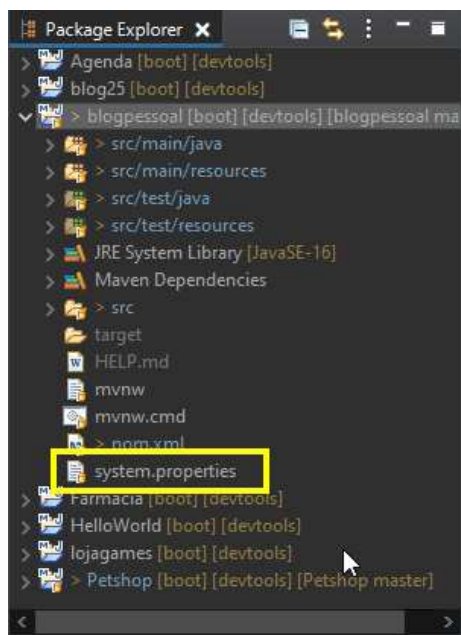 Package Explorer
> Agenda [boot] [devtools]
> blog25 [boot] [devtools]
> blogpessoal [boot] [devtools] [blogpessoal ma
> src/main/java
> src/main/resources
> src/test/java
> src/test/resources
JRE System Library [JavaSE-16]
Maven Dependencies
> src
target
HELP.md
mvnw
mvnw.cmd
> pom.xml
system.properties
Farmacia [boot] [devtools]
HelloWorld [boot] [devtools]
lojagames [boot] [devtools]
> Petshop [boot] [devtools] [Petshop master]